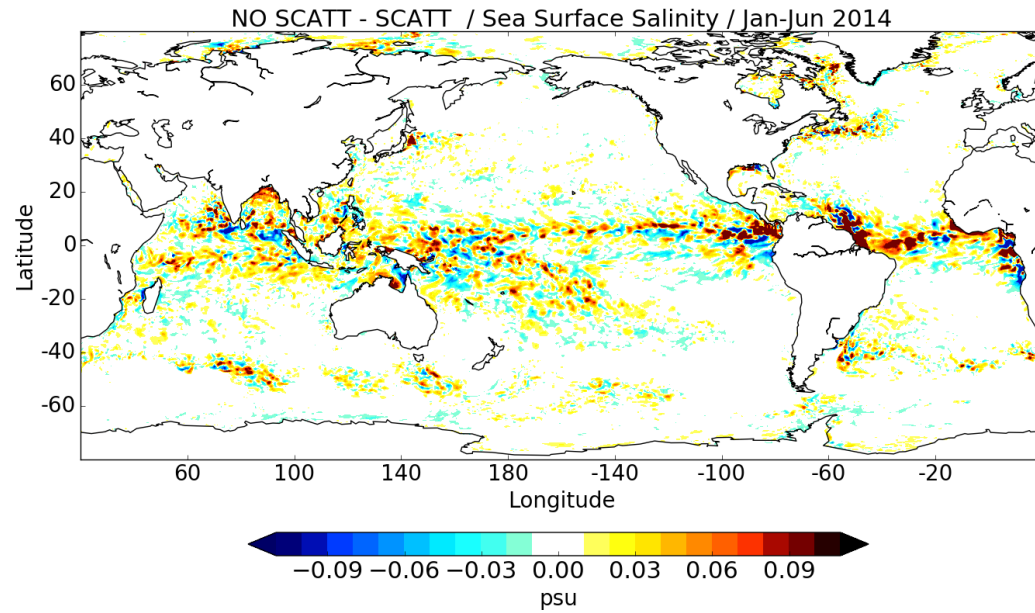 NO SCATT - SCATT / Sea Surface Salinity / Jan-Jun 2014
Latitude
60
40
20
0
-20
-40
-60
60 100 140 180 -140 -100 -60 -20
Longitude
−0.09 −0.06 −0.03 0.00 0.03 0.06 0.09
psu